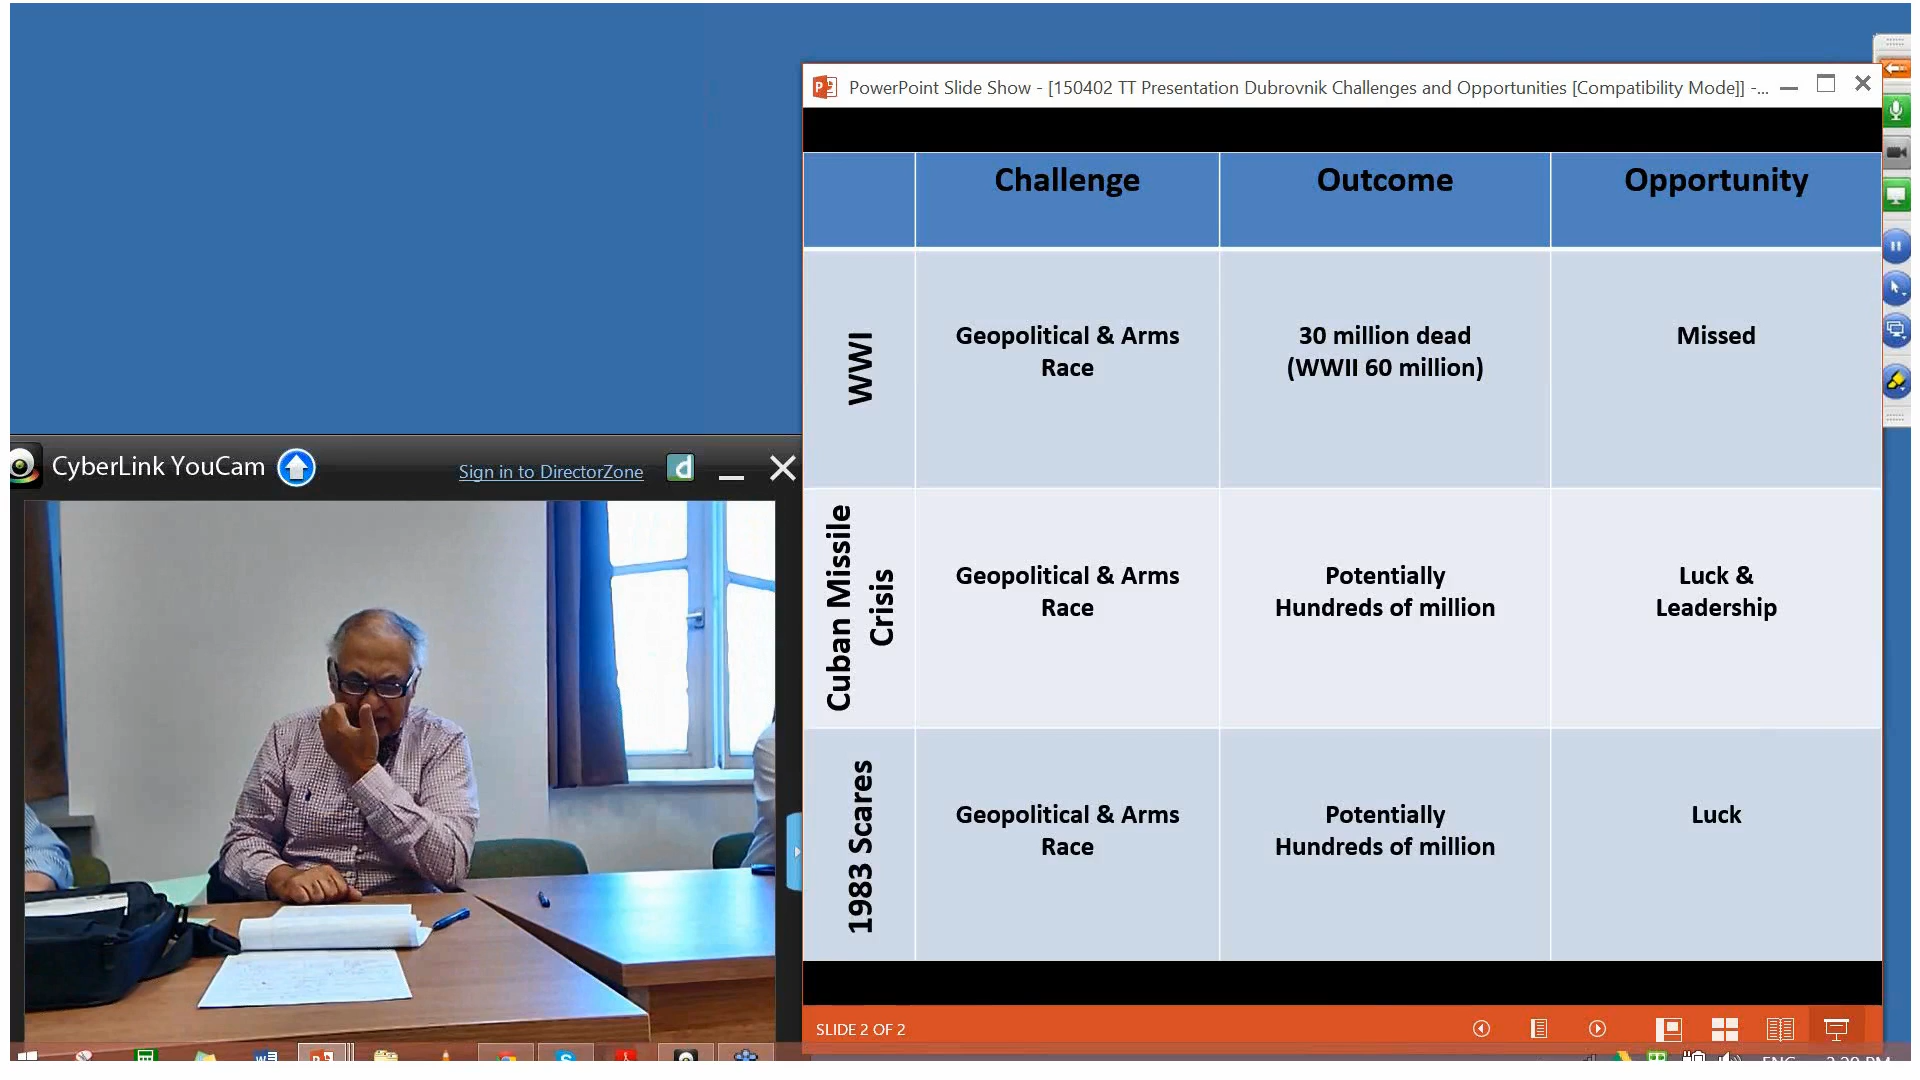 PowerPoint Slide Show - [150402 TT Presentation Dubrovnik Challenges and Opportunities [Compatibility Mode]] -...
Challenge
Outcome
Opportunity
WWI
Geopolitical & Arms
Race
30 million dead
(WWII 60 million)
Missed
Cuban Missile
Crisis
Geopolitical & Arms
Race
Potentially
Hundreds of million
Luck &
Leadership
1983 Scares
Geopolitical & Arms
Race
Potentially
Hundreds of million
Luck
SLIDE 2 OF 2
CyberLink YouCam
Sign in to DirectorZone